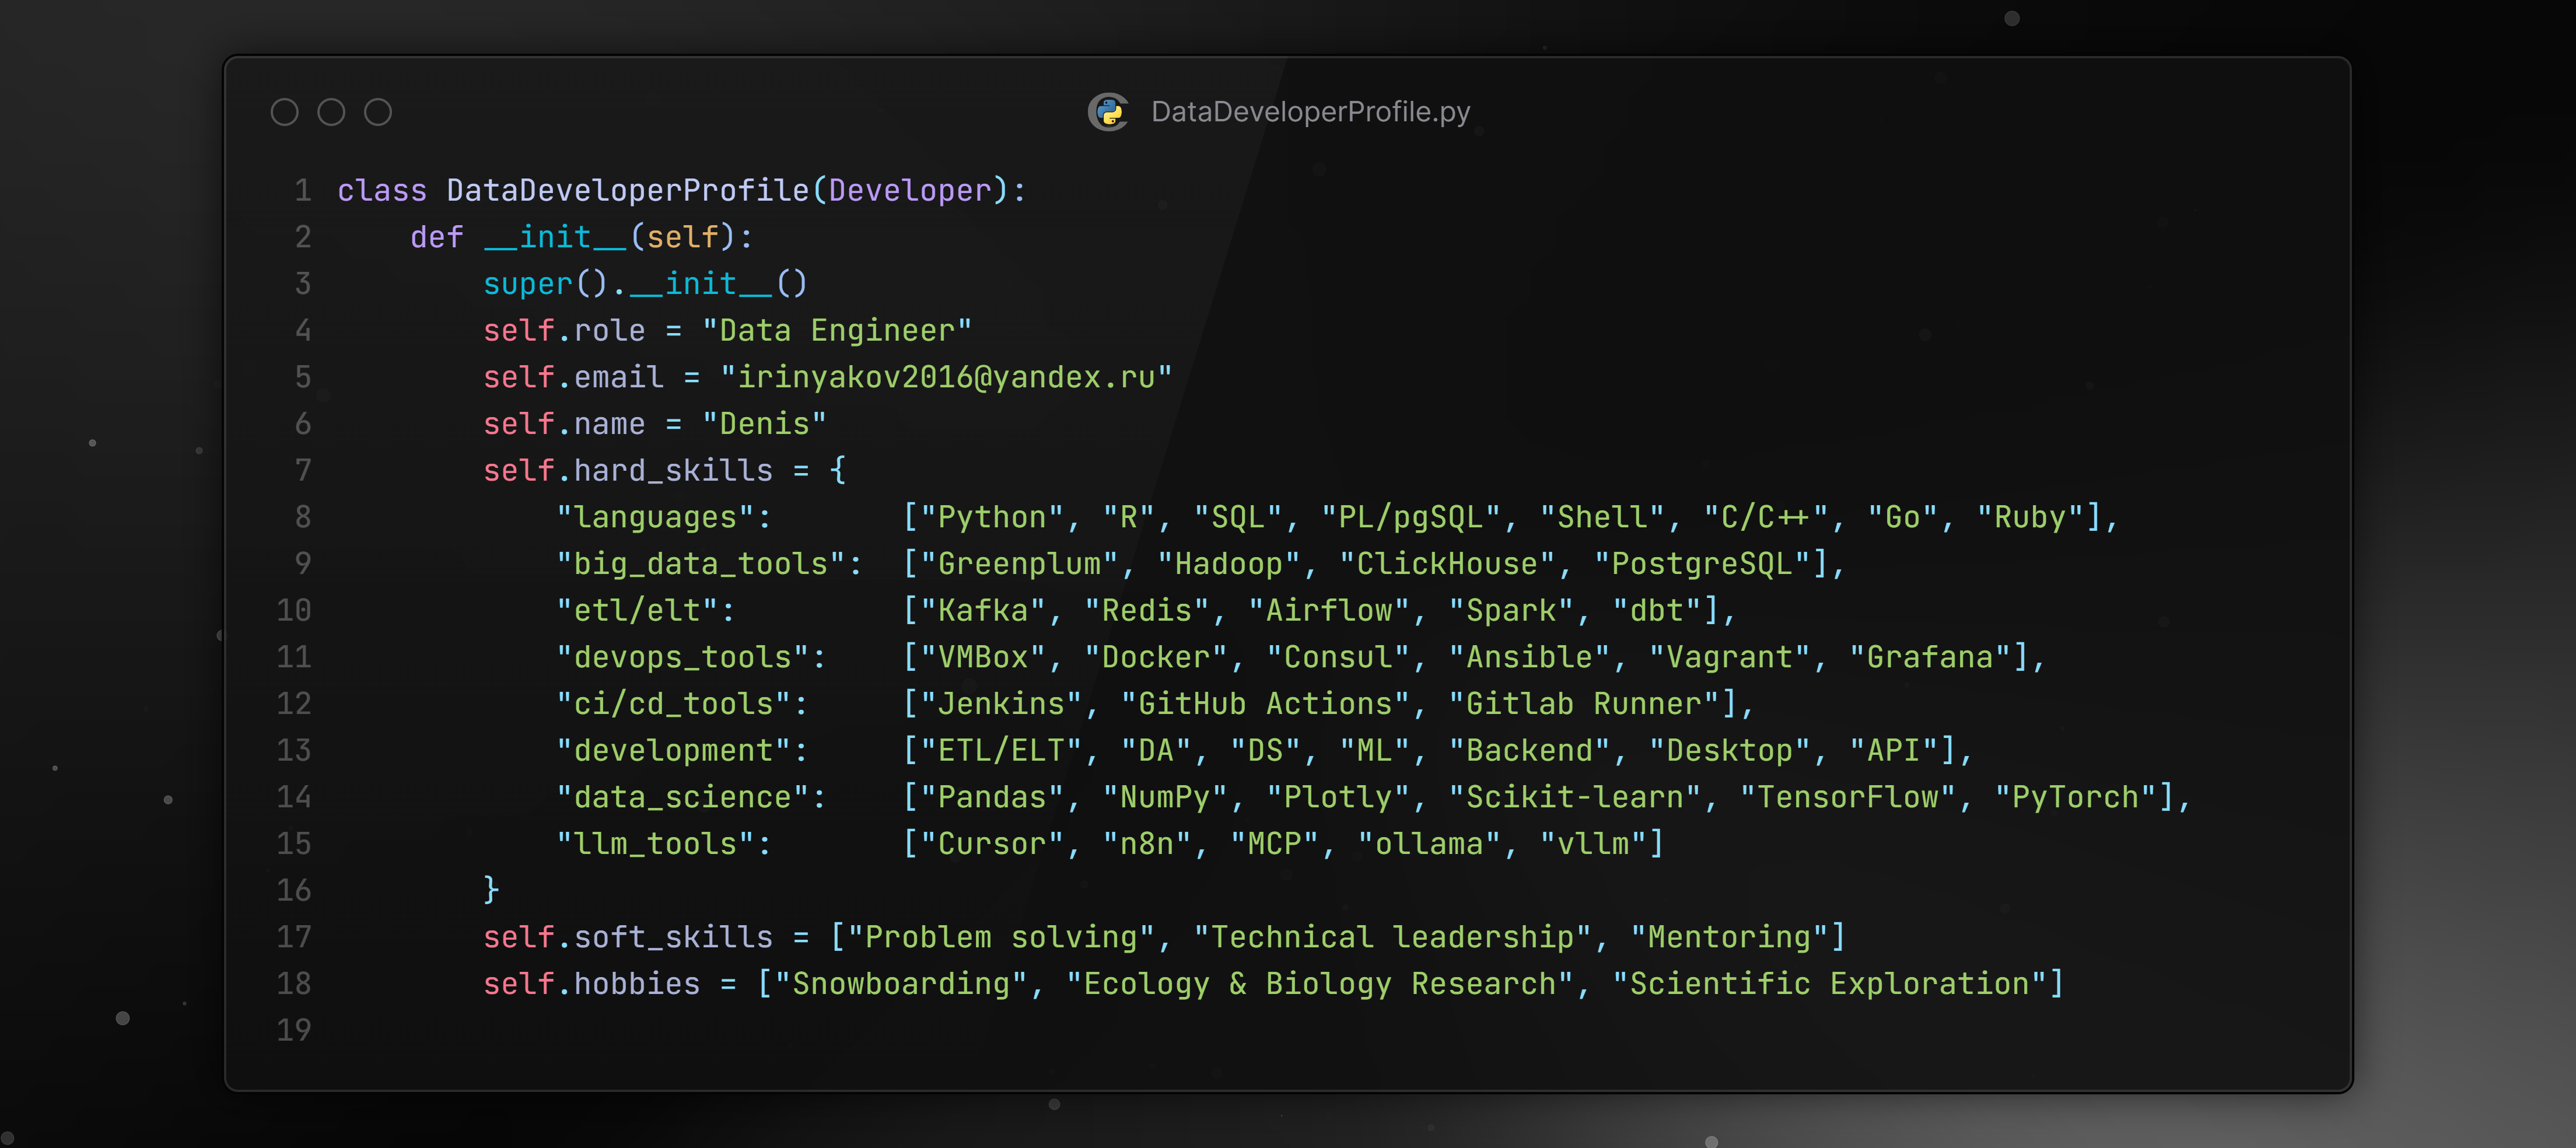 DataDeveloperProfile.py
1 class DataDeveloperProfile(Developer):
2     def __init__(self):
3         super().__init__()
4         self.role = "Data Engineer"
5         self.email = "irinyakov2016@yandex.ru"
6         self.name = "Denis"
7         self.hard_skills = {
8             "languages":       ["Python", "R", "SQL", "PL/pgSQL", "Shell", "C/C++", "Go", "Ruby"],
9             "big_data_tools":  ["Greenplum", "Hadoop", "ClickHouse", "PostgreSQL"],
10             "etl/elt":         ["Kafka", "Redis", "Airflow", "Spark", "dbt"],
11             "devops_tools":    ["VMBox", "Docker", "Consul", "Ansible", "Vagrant", "Grafana"],
12             "ci/cd_tools":     ["Jenkins", "GitHub Actions", "Gitlab Runner"],
13             "development":     ["ETL/ELT", "DA", "DS", "ML", "Backend", "Desktop", "API"],
14             "data_science":    ["Pandas", "NumPy", "Plotly", "Scikit-learn", "TensorFlow", "PyTorch"],
15             "llm_tools":       ["Cursor", "n8n", "MCP", "ollama", "vllm"]
16         }
17         self.soft_skills = ["Problem solving", "Technical leadership", "Mentoring"]
18         self.hobbies = ["Snowboarding", "Ecology & Biology Research", "Scientific Exploration"]
19